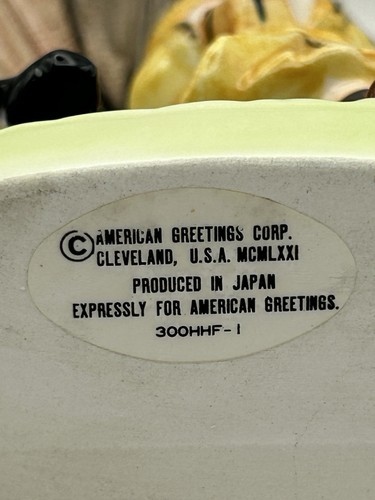 © AMERICAN GREETINGS CORP.
CLEVELAND, U.S.A. MCMLXXI
PRODUCED IN JAPAN
EXPRESSLY FOR AMERICAN GREETINGS.
300HHF-1